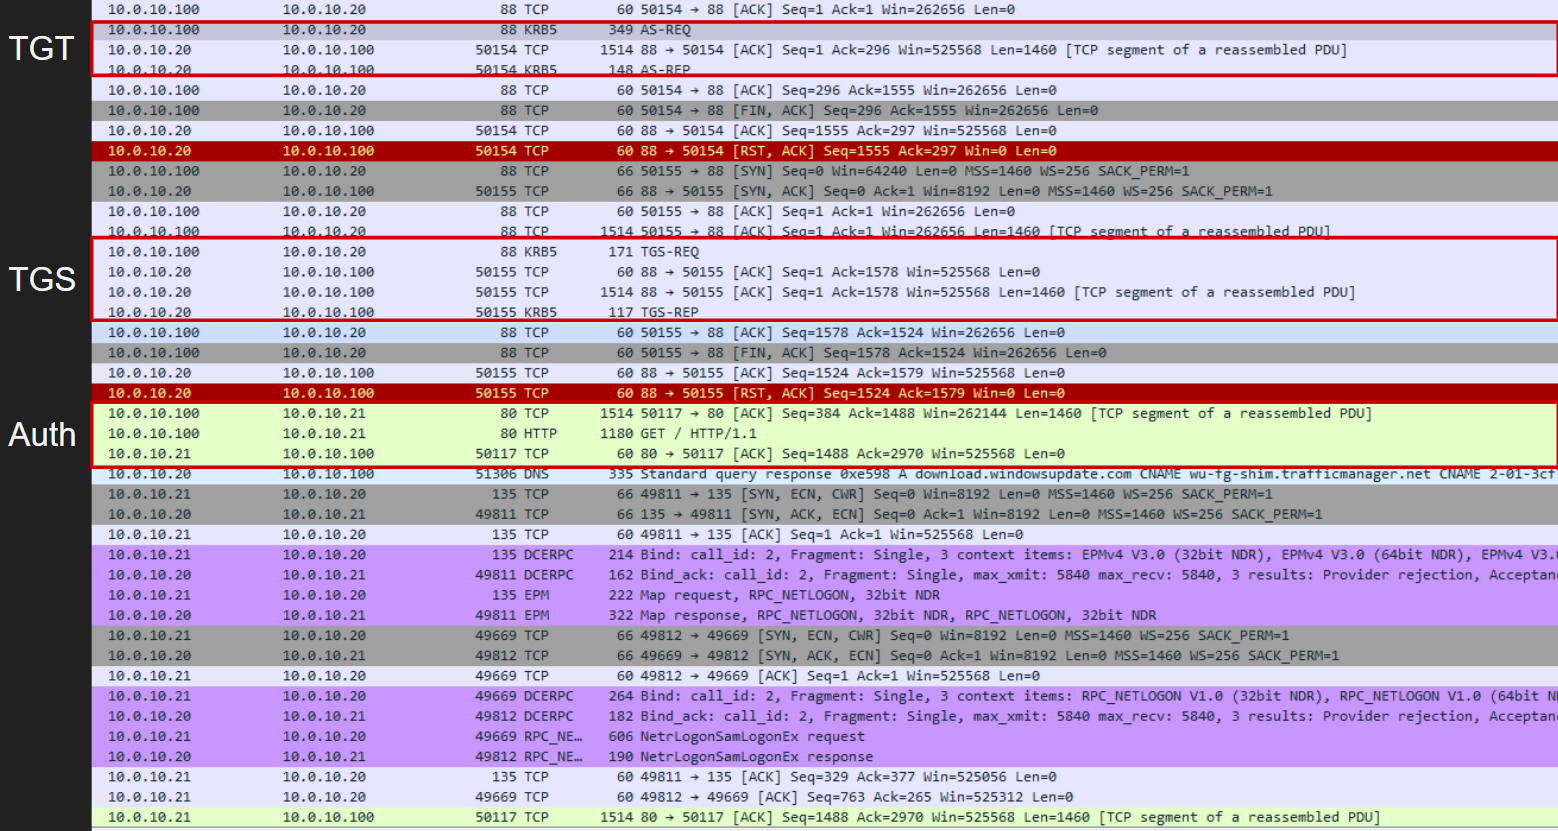 10.0.10.100 10.0.10.20 88 TCP 60 50154 → 88 [ACK] Seq=1 Ack=1 Win=262656 Len=0
TGT
10.0.10.100 10.0.10.20 88 KRB5 349 AS-REQ
10.0.10.20 10.0.10.100 50154 TCP 1514 88 → 50154 [ACK] Seq=1 Ack=296 Win=525568 Len=1460 [TCP segment of a reassembled PDU]
10.0.10.20 10.0.10.100 50154 KRB5 148 AS-REP
10.0.10.100 10.0.10.20 88 TCP 60 50154 → 88 [ACK] Seq=296 Ack=1555 Win=262656 Len=0
10.0.10.100 10.0.10.20 88 TCP 60 50154 → 88 [FIN, ACK] Seq=296 Ack=1555 Win=262656 Len=0
10.0.10.20 10.0.10.100 50154 TCP 60 88 → 50154 [ACK] Seq=1555 Ack=297 Win=525568 Len=0
10.0.10.20 10.0.10.100 50154 TCP 60 88 → 50154 [RST, ACK] Seq=1555 Ack=297 Win=0 Len=0
10.0.10.100 10.0.10.20 88 TCP 66 50155 → 88 [SYN] Seq=0 Win=64240 Len=0 MSS=1460 WS=256 SACK_PERM=1
10.0.10.20 10.0.10.100 50155 TCP 66 88 → 50155 [SYN, ACK] Seq=0 Ack=1 Win=8192 Len=0 MSS=1460 WS=256 SACK_PERM=1
10.0.10.100 10.0.10.20 88 TCP 60 50155 → 88 [ACK] Seq=1 Ack=1 Win=262656 Len=0
10.0.10.100 10.0.10.20 88 TCP 1514 50155 → 88 [ACK] Seq=1 Ack=1 Win=262656 Len=1460 [TCP segment of a reassembled PDU]
TGS
10.0.10.100 10.0.10.20 88 KRB5 171 TGS-REQ
10.0.10.20 10.0.10.100 50155 TCP 60 88 → 50155 [ACK] Seq=1 Ack=1578 Win=525568 Len=0
10.0.10.20 10.0.10.100 50155 TCP 1514 88 → 50155 [ACK] Seq=1 Ack=1578 Win=525568 Len=1460 [TCP segment of a reassembled PDU]
10.0.10.20 10.0.10.100 50155 KRB5 117 TGS-REP
10.0.10.100 10.0.10.20 88 TCP 60 50155 → 88 [ACK] Seq=1578 Ack=1524 Win=262656 Len=0
10.0.10.100 10.0.10.20 88 TCP 60 50155 → 88 [FIN, ACK] Seq=1578 Ack=1524 Win=262656 Len=0
10.0.10.20 10.0.10.100 50155 TCP 60 88 → 50155 [ACK] Seq=1524 Ack=1579 Win=525568 Len=0
10.0.10.20 10.0.10.100 50155 TCP 60 88 → 50155 [RST, ACK] Seq=1524 Ack=1579 Win=0 Len=0
Auth
10.0.10.100 10.0.10.21 80 TCP 1514 50117 → 80 [ACK] Seq=384 Ack=1488 Win=262144 Len=1460 [TCP segment of a reassembled PDU]
10.0.10.100 10.0.10.21 80 HTTP 1180 GET / HTTP/1.1
10.0.10.21 10.0.10.100 50117 TCP 60 80 → 50117 [ACK] Seq=1488 Ack=2970 Win=525568 Len=0
10.0.10.20 10.0.10.100 51306 DNS 335 Standard query response 0xe598 A download.windowsupdate.com CNAME wu-fg-shim.trafficmanager.net CNAME 2-01-3cf
10.0.10.21 10.0.10.20 135 TCP 66 49811 → 135 [SYN, ECN, CWR] Seq=0 Win=8192 Len=0 MSS=1460 WS=256 SACK_PERM=1
10.0.10.20 10.0.10.21 49811 TCP 66 135 → 49811 [SYN, ACK, ECN] Seq=0 Ack=1 Win=8192 Len=0 MSS=1460 WS=256 SACK_PERM=1
10.0.10.21 10.0.10.20 135 TCP 60 49811 → 135 [ACK] Seq=1 Ack=1 Win=525568 Len=0
10.0.10.21 10.0.10.20 135 DCERPC 214 Bind: call_id: 2, Fragment: Single, 3 context items: EPMv4 V3.0 (32bit NDR), EPMv4 V3.0 (64bit NDR), EPMv4 V3.
10.0.10.20 10.0.10.21 49811 DCERPC 162 Bind_ack: call_id: 2, Fragment: Single, max_xmit: 5840 max_recv: 5840, 3 results: Provider rejection, Acceptan
10.0.10.21 10.0.10.20 135 EPM 222 Map request, RPC_NETLOGON, 32bit NDR
10.0.10.20 10.0.10.21 49811 EPM 322 Map response, RPC_NETLOGON, 32bit NDR, RPC_NETLOGON, 32bit NDR
10.0.10.21 10.0.10.20 49669 TCP 66 49812 → 49669 [SYN, ECN, CWR] Seq=0 Win=8192 Len=0 MSS=1460 WS=256 SACK_PERM=1
10.0.10.20 10.0.10.21 49812 TCP 66 49669 → 49812 [SYN, ACK, ECN] Seq=0 Ack=1 Win=8192 Len=0 MSS=1460 WS=256 SACK_PERM=1
10.0.10.21 10.0.10.20 49669 TCP 60 49812 → 49669 [ACK] Seq=1 Ack=1 Win=525568 Len=0
10.0.10.21 10.0.10.20 49669 DCERPC 264 Bind: call_id: 2, Fragment: Single, 3 context items: RPC_NETLOGON V1.0 (32bit NDR), RPC_NETLOGON V1.0 (64bit N
10.0.10.20 10.0.10.21 49812 DCERPC 182 Bind_ack: call_id: 2, Fragment: Single, max_xmit: 5840 max_recv: 5840, 3 results: Provider rejection, Acceptan
10.0.10.21 10.0.10.20 49669 RPC_NE… 606 NetrLogonSamLogonEx request
10.0.10.20 10.0.10.21 49812 RPC_NE… 190 NetrLogonSamLogonEx response
10.0.10.21 10.0.10.20 135 TCP 60 49811 → 135 [ACK] Seq=329 Ack=377 Win=525056 Len=0
10.0.10.21 10.0.10.20 49669 TCP 60 49812 → 49669 [ACK] Seq=763 Ack=265 Win=525312 Len=0
10.0.10.21 10.0.10.100 50117 TCP 1514 80 → 50117 [ACK] Seq=1488 Ack=2970 Win=525568 Len=1460 [TCP segment of a reassembled PDU]